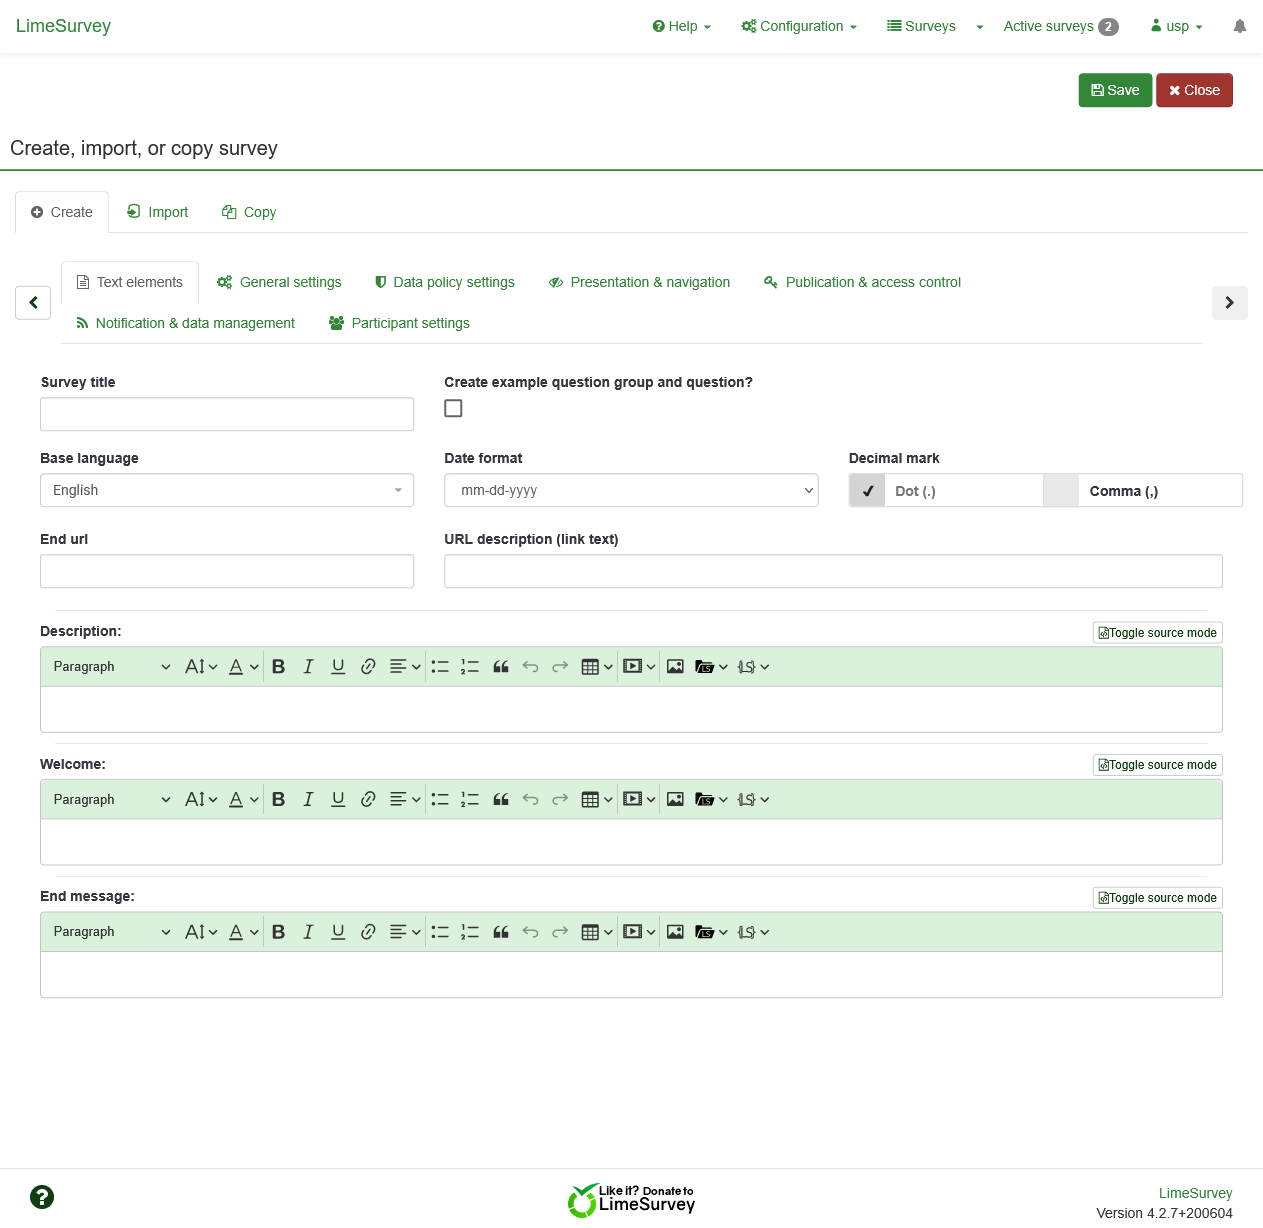 LimeSurvey
Help
Configuration
Surveys
Active surveys 2
usp
Save
Close
Create, import, or copy survey
Create
Import
Copy
Text elements
General settings
Data policy settings
Presentation & navigation
Publication & access control
Notification & data management
Participant settings
Survey title
Create example question group and question?
Base language
Date format
Decimal mark
English
mm-dd-yyyy
Dot (.)
Comma (,)
End url
URL description (link text)
Description:
Toggle source mode
Paragraph
Welcome:
Toggle source mode
Paragraph
End message:
Toggle source mode
Paragraph
Like it? Donate to
LimeSurvey
LimeSurvey
Version 4.2.7+200604